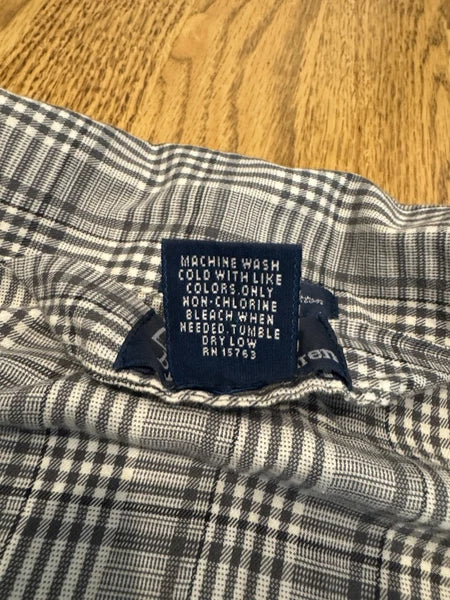 MACHINE WASH
COLD WITH LIKE
COLORS.ONLY
NON-CHLORINE
BLEACH WHEN
NEEDED.TUMBLE
DRY LOW
RN 15763